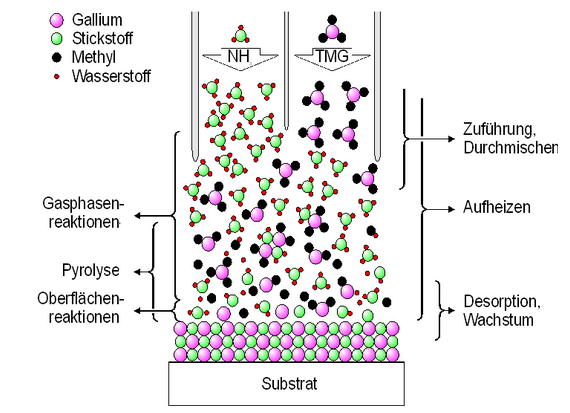 Gallium
Stickstoff
Methyl
Wasserstoff
NH
TMG
Zuführung,
Durchmischen
Gasphasen-
reaktionen
Aufheizen
Pyrolyse
Oberflächen-
reaktionen
Desorption,
Wachstum
Substrat